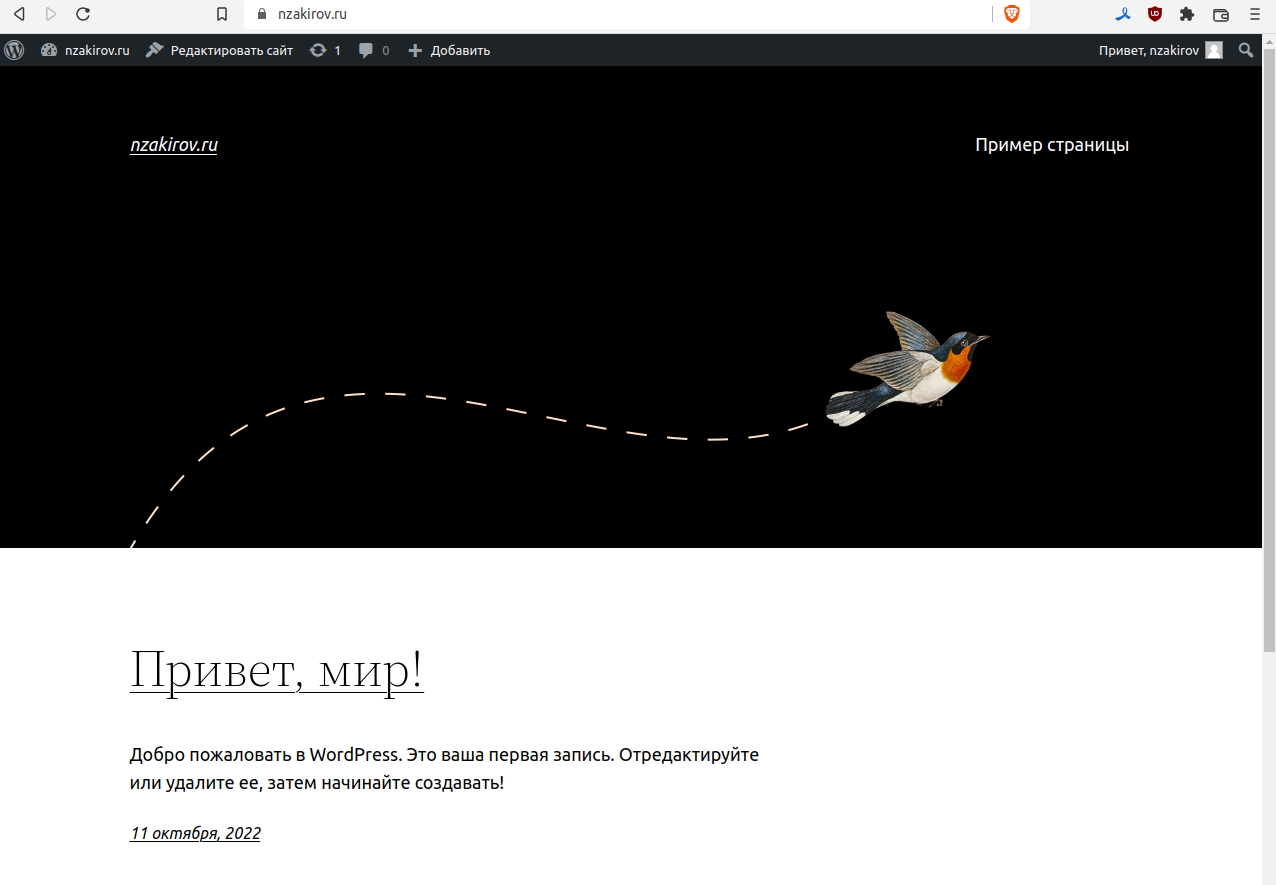 nzakirov.ru
nzakirov.ru Редактировать сайт 1 0 Добавить Привет, nzakirov
nzakirov.ru Пример страницы
Привет, мир!
Добро пожаловать в WordPress. Это ваша первая запись. Отредактируйте
или удалите ее, затем начинайте создавать!
11 октября, 2022